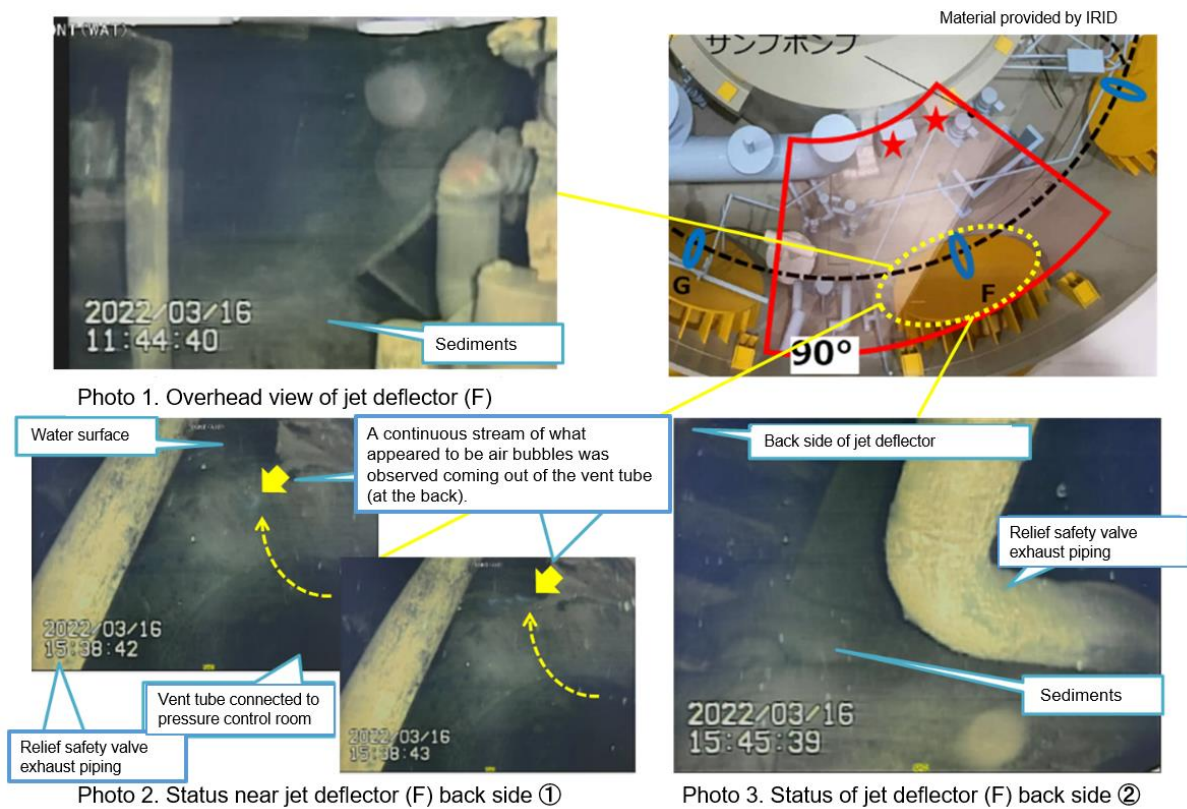 Material provided by IRID
ONT(WAT)
サンプポンプ
G
F
90°
2022/03/16
11:44:40
Sediments
Photo 1. Overhead view of jet deflector (F)
Water surface
A continuous stream of what
appeared to be air bubbles was
observed coming out of the vent tube
(at the back).
Back side of jet deflector
Relief safety valve
exhaust piping
2022/03/16
15:38:42
2022/03/16
15:38:43
Vent tube connected to
pressure control room
Relief safety valve
exhaust piping
Sediments
2022/03/16
15:45:39
Photo 2. Status near jet deflector (F) back side ①
Photo 3. Status of jet deflector (F) back side ②